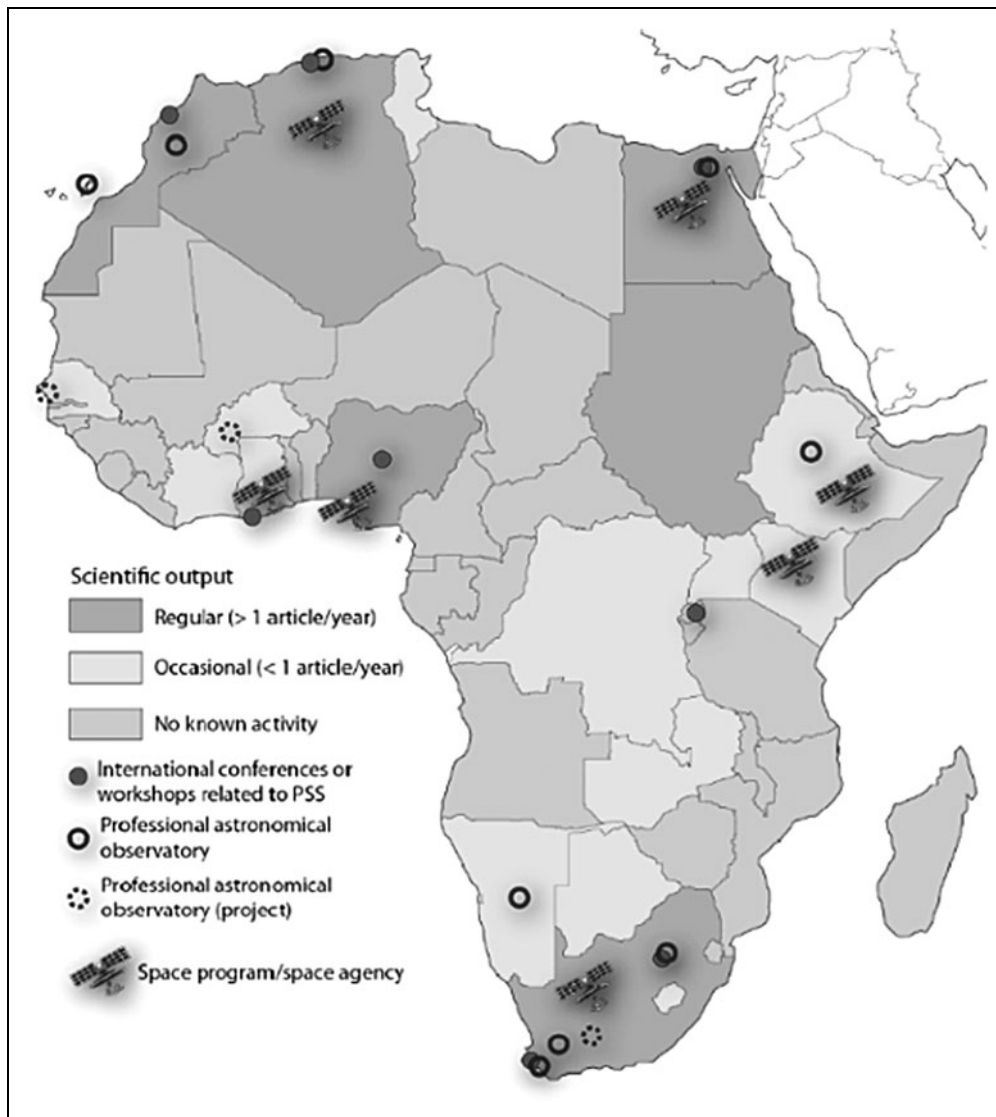 Scientific output
Regular (> 1 article/year)
Occasional (< 1 article/year)
No known activity
International conferences or
workshops related to PSS
Professional astronomical
observatory
Professional astronomical
observatory (project)
Space program/space agency